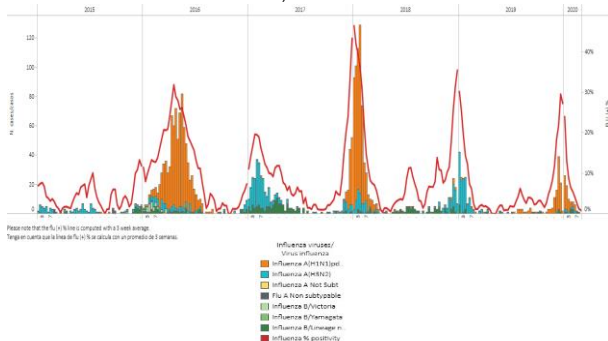 2015 2016 2017 2018 2019 2020
120
100
80
60
40
20
0
40%
30%
20%
10%
0%
Please note that the flu (+) % line is computed with a 3 week average.
Tenga en cuenta que la línea de flu (+) % se calcula con un promedio de 3 semanas.
Influenza viruses/
Virus influenza
Influenza A(H1N1)pd..
Influenza A(H3N2)
Influenza A Not Subt..
Flu A Non subtypable
Influenza B/Victoria
Influenza B/Yamagata
Influenza B/Lineage n..
Influenza % positivity